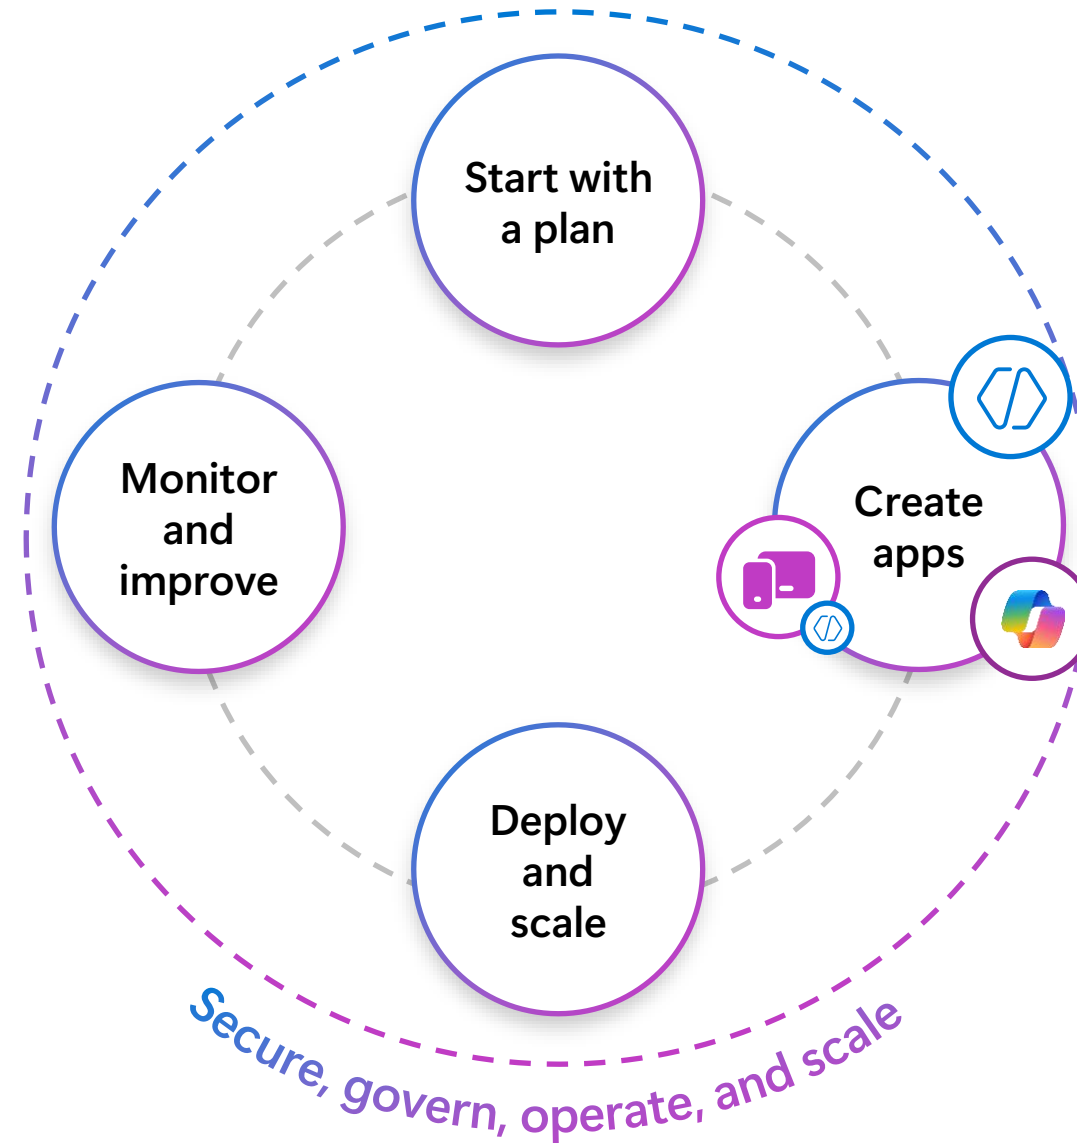 Start with
a plan
Create
apps
Monitor
and
improve
Deploy
and
scale
Secure, govern, operate, and scale